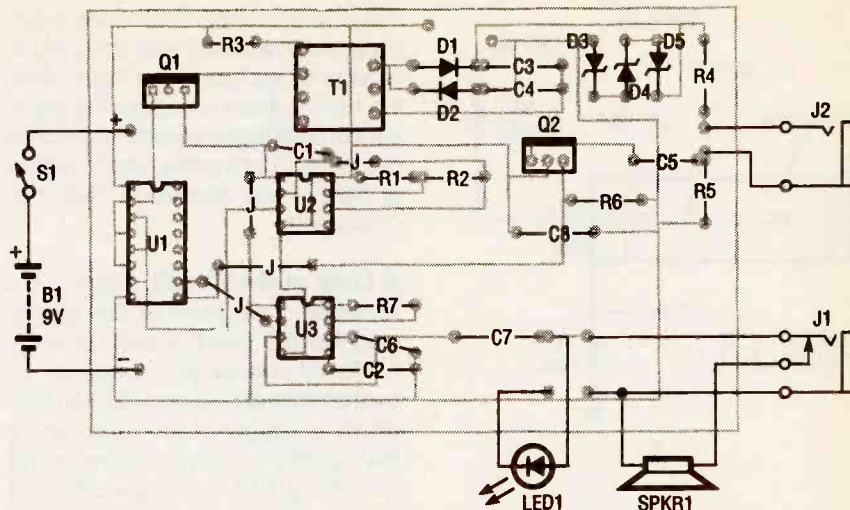 R3
D1
D3
D5
Q1
T1
C3
R4
C4
D2
D4
J2
Q2
+
C1
J
C5
S1
R1
R2
J
U2
R5
U1
R6
C8
+
J
B1
9V
J
U3
R7
J1
C6
C7
C2
−
LED1
SPKR1